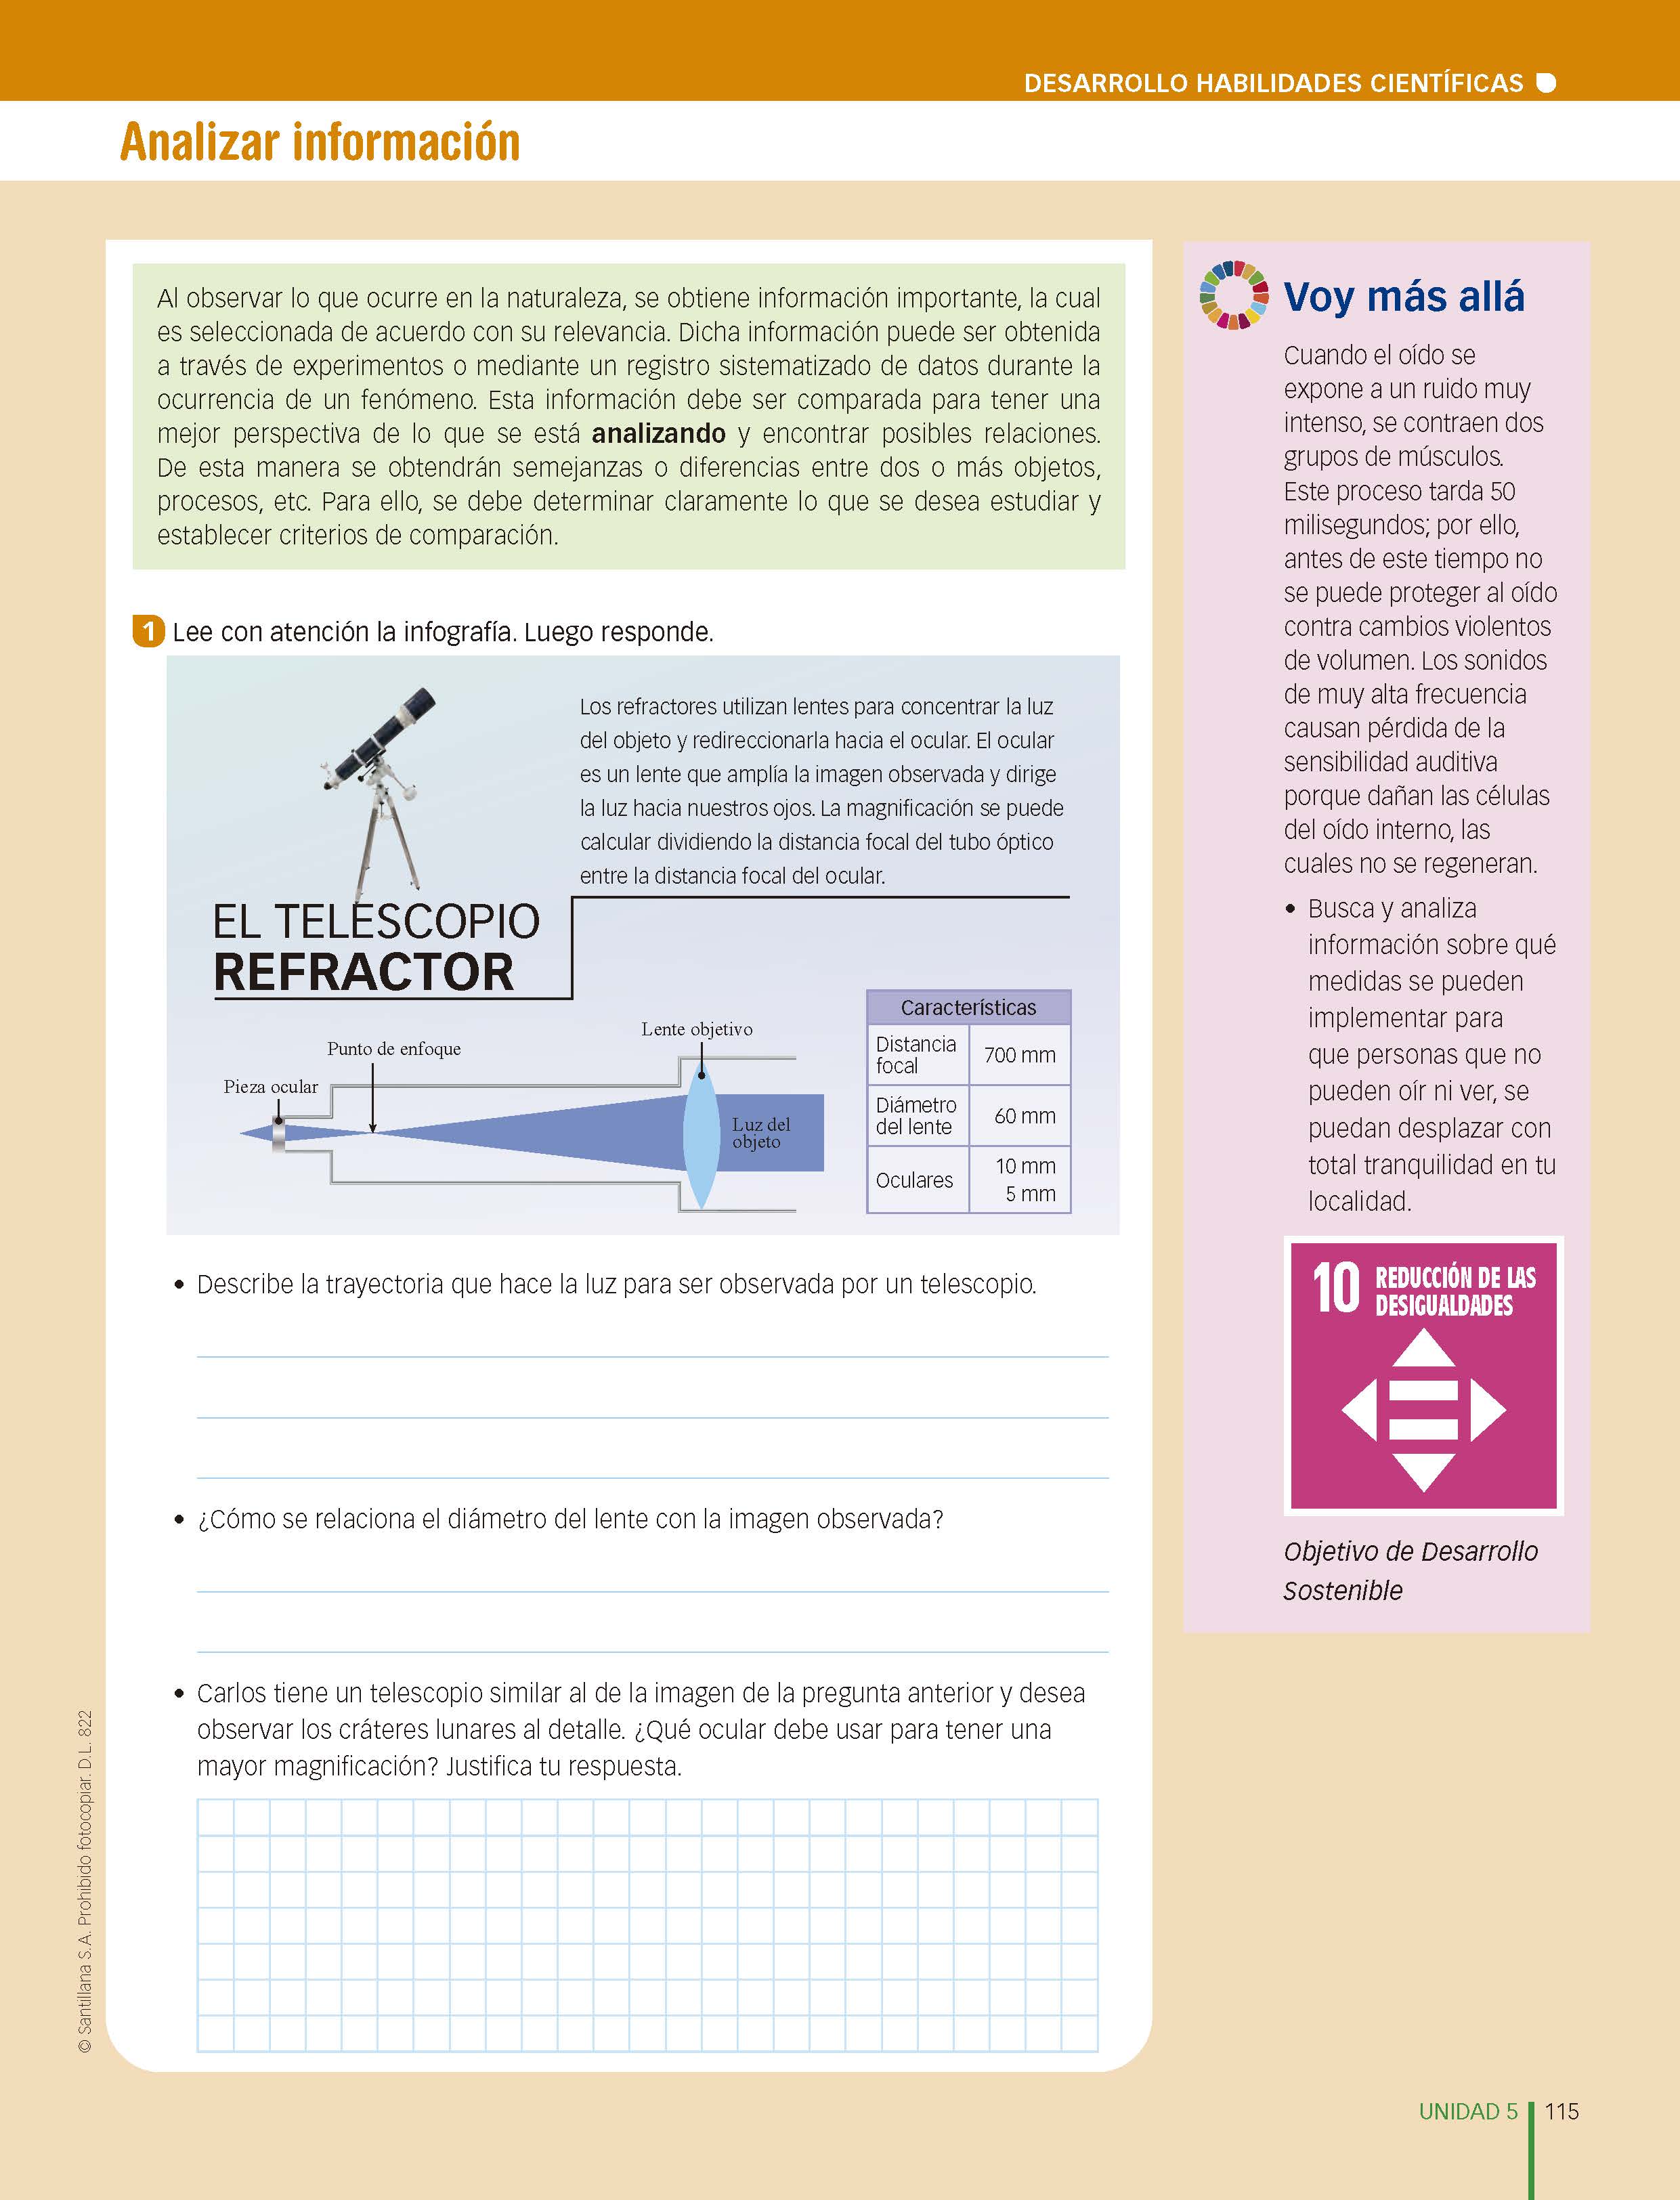 DESARROLLO HABILIDADES CIENTÍFICAS
Analizar información
Al observar lo que ocurre en la naturaleza, se obtiene información importante, la cual
es seleccionada de acuerdo con su relevancia. Dicha información puede ser obtenida
a través de experimentos o mediante un registro sistematizado de datos durante la
ocurrencia de un fenómeno. Esta información debe ser comparada para tener una
mejor perspectiva de lo que se está analizando y encontrar posibles relaciones.
De esta manera se obtendrán semejanzas o diferencias entre dos o más objetos,
procesos, etc. Para ello, se debe determinar claramente lo que se desea estudiar y
establecer criterios de comparación.
1 Lee con atención la infografía. Luego responde.
Los refractores utilizan lentes para concentrar la luz
del objeto y redireccionarla hacia el ocular. El ocular
es un lente que amplía la imagen observada y dirige
la luz hacia nuestros ojos. La magnificación se puede
calcular dividiendo la distancia focal del tubo óptico
entre la distancia focal del ocular.
EL TELESCOPIO
REFRACTOR
Pieza ocular
Punto de enfoque
Lente objetivo
Luz del
objeto
Características
Distancia
focal
700 mm
Diámetro
del lente
60 mm
Oculares
10 mm
5 mm
• Describe la trayectoria que hace la luz para ser observada por un telescopio.
• ¿Cómo se relaciona el diámetro del lente con la imagen observada?
• Carlos tiene un telescopio similar al de la imagen de la pregunta anterior y desea
observar los cráteres lunares al detalle. ¿Qué ocular debe usar para tener una
mayor magnificación? Justifica tu respuesta.
Voy más allá
Cuando el oído se
expone a un ruido muy
intenso, se contraen dos
grupos de músculos.
Este proceso tarda 50
milisegundos; por ello,
antes de este tiempo no
se puede proteger al oído
contra cambios violentos
de volumen. Los sonidos
de muy alta frecuencia
causan pérdida de la
sensibilidad auditiva
porque dañan las células
del oído interno, las
cuales no se regeneran.
• Busca y analiza
información sobre qué
medidas se pueden
implementar para
que personas que no
pueden oír ni ver, se
puedan desplazar con
total tranquilidad en tu
localidad.
10 REDUCCIÓN DE LAS
DESIGUALDADES
Objetivo de Desarrollo
Sostenible
© Santillana S.A. Prohibido fotocopiar. D.L. 822
UNIDAD 5 115